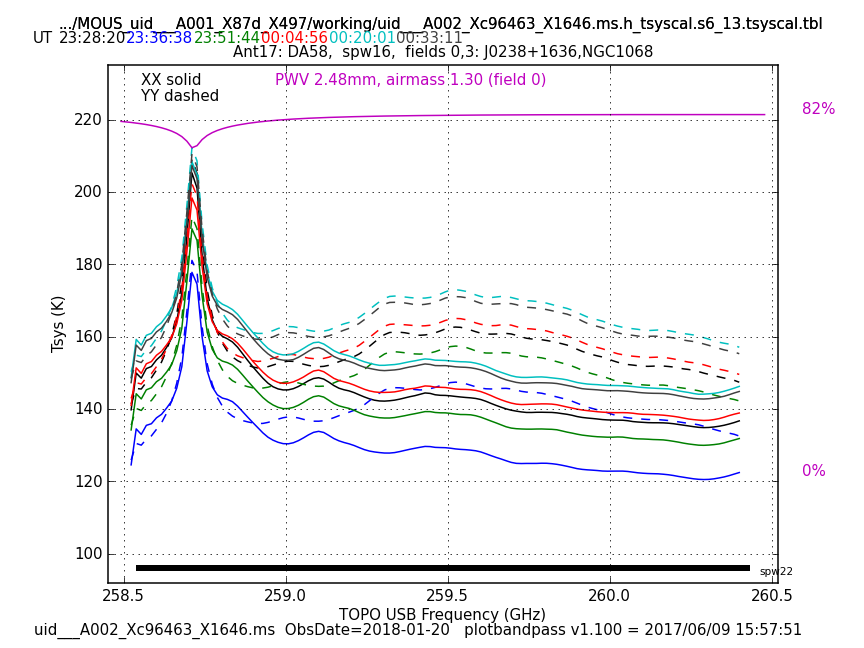 .../MOUS_uid___A001_X87d_X497/working/uid___A002_Xc96463_X1646.ms.h_tsyscal.s6_13.tsyscal.tbl
UT 23:28:20 23:36:38 23:51:44 00:04:56 00:20:01 00:33:11
Ant17: DA58, spw16, fields 0,3: J0238+1636,NGC1068
XX solid
PWV 2.48mm, airmass 1.30 (field 0)
YY dashed
82%
0%
220
200
180
160
140
120
100
Tsys (K)
spw22
258.5 259.0 259.5 260.0 260.5
TOPO USB Frequency (GHz)
uid___A002_Xc96463_X1646.ms ObsDate=2018-01-20 plotbandpass v1.100 = 2017/06/09 15:57:51